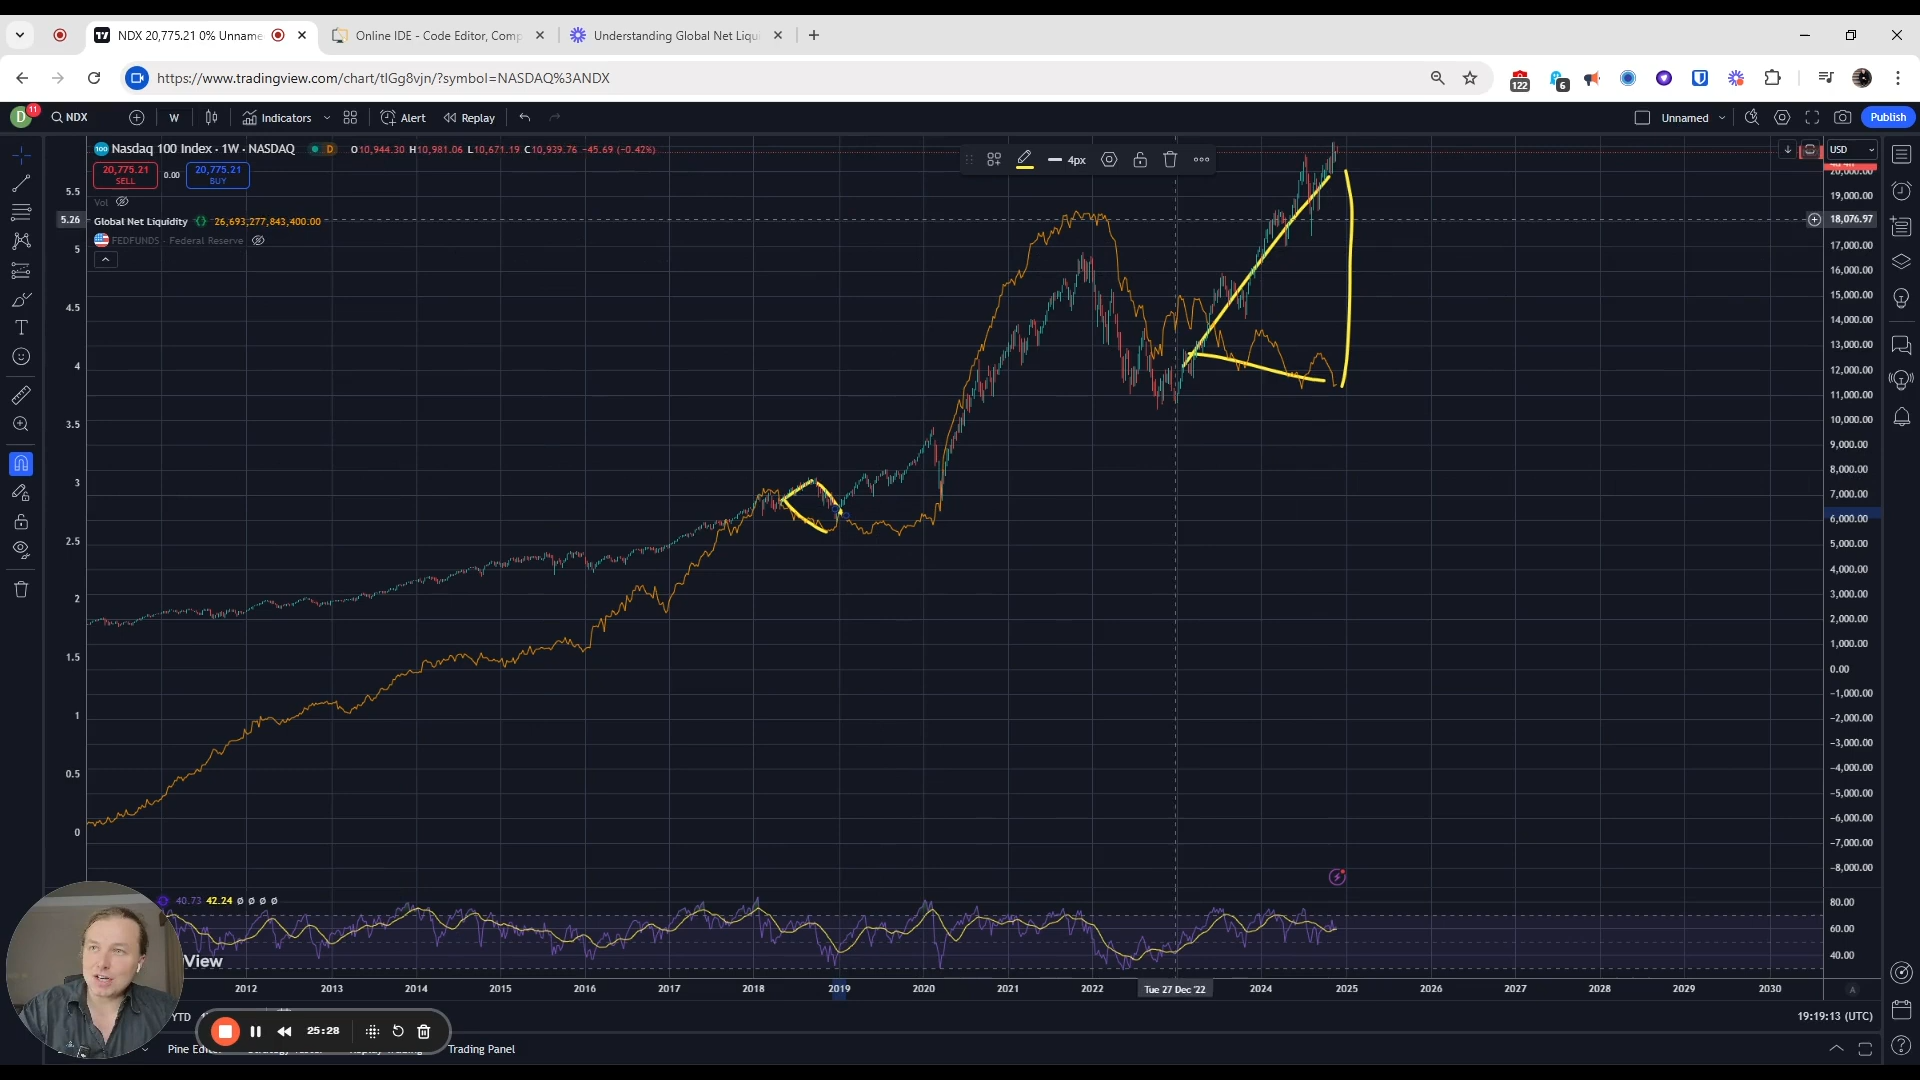 NDX 20,775.21 0% Unname
Online IDE - Code Editor, Comp
Understanding Global Net Liqui
https://www.tradingview.com/chart/tlGg8vjn/?symbol=NASDAQ%3ANDX
122
6
D
11
NDX
W
Indicators
Alert
Replay
Unnamed
Publish
100
Nasdaq 100 Index · 1W · NASDAQ
D
O10,944.30 H10,981.06 L10,671.19 C10,939.76 −45.69 (−0.42%)
20,775.21
SELL
0.00
20,775.21
BUY
Vol
Global Net Liquidity
26,693,277,843,400.00
FEDFUNDS · Federal Reserve
4px
USD
5.5
5.26
5
4.5
4
3.5
3
2.5
2
1.5
1
0.5
0
20,000.00
19,000.00
18,076.97
17,000.00
16,000.00
15,000.00
14,000.00
13,000.00
12,000.00
11,000.00
10,000.00
9,000.00
8,000.00
7,000.00
6,000.00
5,000.00
4,000.00
3,000.00
2,000.00
1,000.00
0.00
−1,000.00
−2,000.00
−3,000.00
−4,000.00
−5,000.00
−6,000.00
−7,000.00
−8,000.00
40.73 42.24 ∅ ∅ ∅ ∅
80.00
60.00
40.00
View
2012 2013 2014 2015 2016 2017 2018 2019 2020 2021 2022 Tue 27 Dec '22 2024 2025 2026 2027 2028 2029 2030
A
YTD
25:28
19:19:13 (UTC)
Pine Edi
Trading Panel